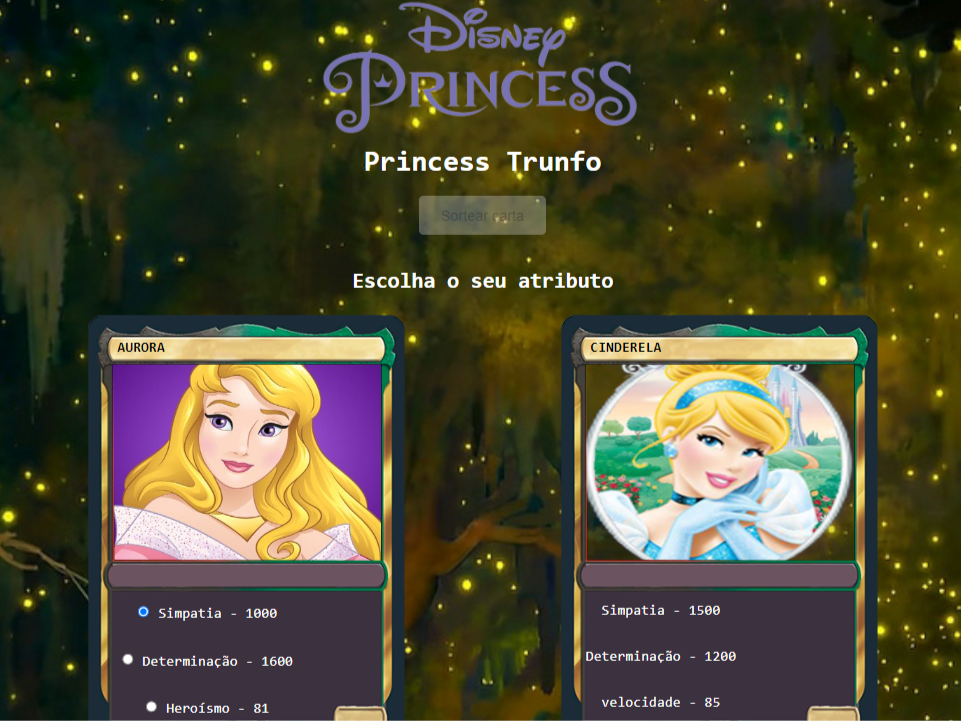 Disney
PRINCESS
Princess Trunfo
Sortear carta
Escolha o seu atributo
AURORA
Simpatia - 1000
Determinação - 1600
Heroísmo - 81
CINDERELA
Simpatia - 1500
Determinação - 1200
velocidade - 85